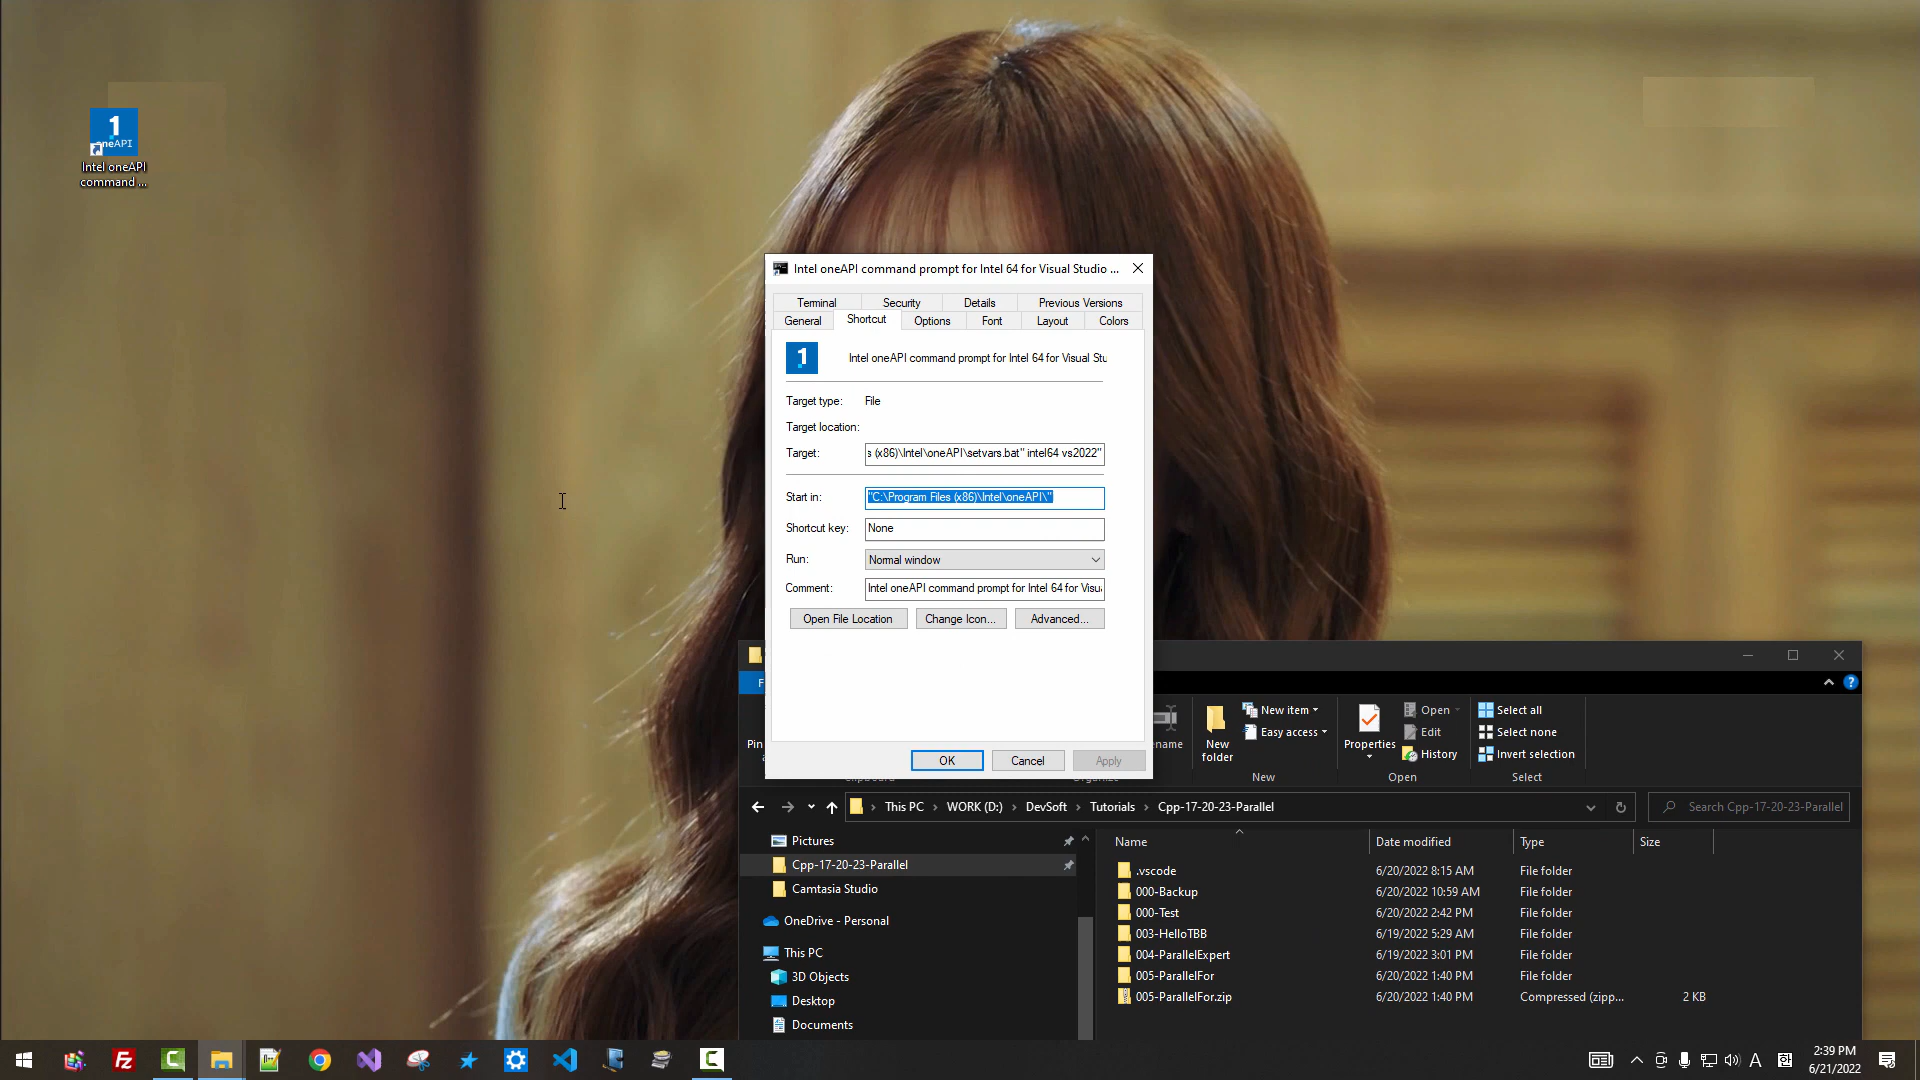 1
oneAPI
Intel oneAPI
command ...
Intel oneAPI command prompt for Intel 64 for Visual Studio ...
Terminal Security Details Previous Versions
General Shortcut Options Font Layout Colors
1 Intel oneAPI command prompt for Intel 64 for Visual Stu
Target type: File
Target location:
Target: s (x86)\Intel\oneAPI\setvars.bat" intel64 vs2022"
Start in: "C:\Program Files (x86)\Intel\oneAPI\"
Shortcut key: None
Run: Normal window
Comment: Intel oneAPI command prompt for Intel 64 for Visu
Open File Location Change Icon... Advanced...
OK Cancel Apply
F
Pin
ename
New
folder
New item
Easy access
New
Properties
Open
Edit
History
Open
Select all
Select none
Invert selection
Select
This PC > WORK (D:) > DevSoft > Tutorials > Cpp-17-20-23-Parallel
Search Cpp-17-20-23-Parallel
Pictures
Cpp-17-20-23-Parallel
Camtasia Studio
OneDrive - Personal
This PC
3D Objects
Desktop
Documents
Name Date modified Type Size
.vscode 6/20/2022 8:15 AM File folder
000-Backup 6/20/2022 10:59 AM File folder
000-Test 6/20/2022 2:42 PM File folder
003-HelloTBB 6/19/2022 5:29 AM File folder
004-ParallelExpert 6/19/2022 3:01 PM File folder
005-ParallelFor 6/20/2022 1:40 PM File folder
005-ParallelFor.zip 6/20/2022 1:40 PM Compressed (zipp... 2 KB
A
2:39 PM
6/21/2022